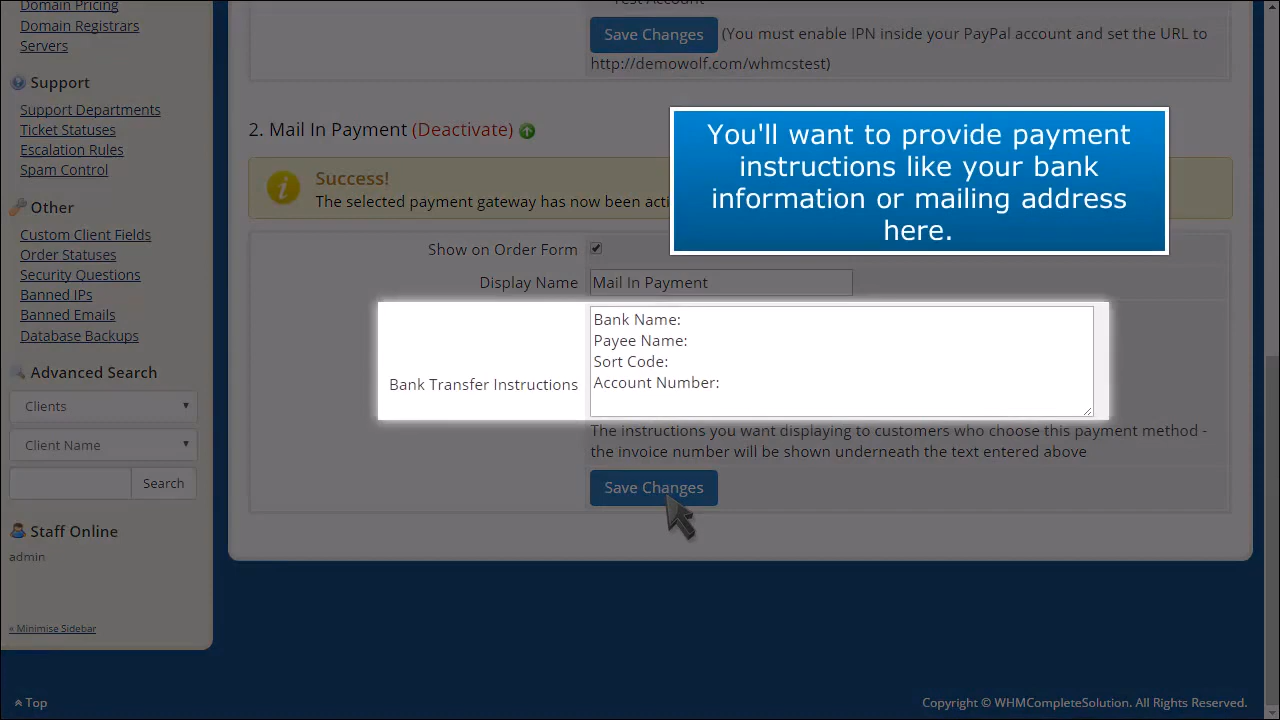 Domain Pricing
Domain Registrars
Servers
Support
Support Departments
Ticket Statuses
Escalation Rules
Spam Control
Other
Custom Client Fields
Order Statuses
Security Questions
Banned IPs
Banned Emails
Database Backups
Advanced Search
Clients
Client Name
Search
Staff Online
admin
« Minimise Sidebar
Test Account
Save Changes (You must enable IPN inside your PayPal account and set the URL to
http://demowolf.com/whmcstest)
2. Mail In Payment (Deactivate)
Success!
The selected payment gateway has now been acti
You'll want to provide payment
instructions like your bank
information or mailing address
here.
Show on Order Form
Display Name Mail In Payment
Bank Transfer Instructions
Bank Name:
Payee Name:
Sort Code:
Account Number:
The instructions you want displaying to customers who choose this payment method -
the invoice number will be shown underneath the text entered above
Save Changes
Top
Copyright © WHMCompleteSolution. All Rights Reserved.